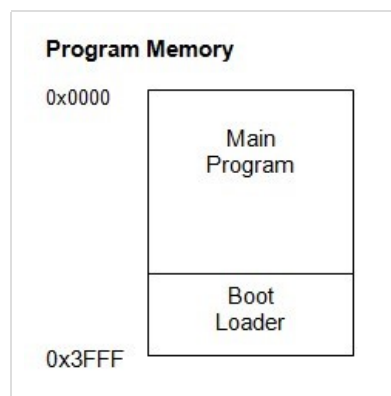 Program Memory
0x0000
Main
Program
Boot
Loader
0x3FFF